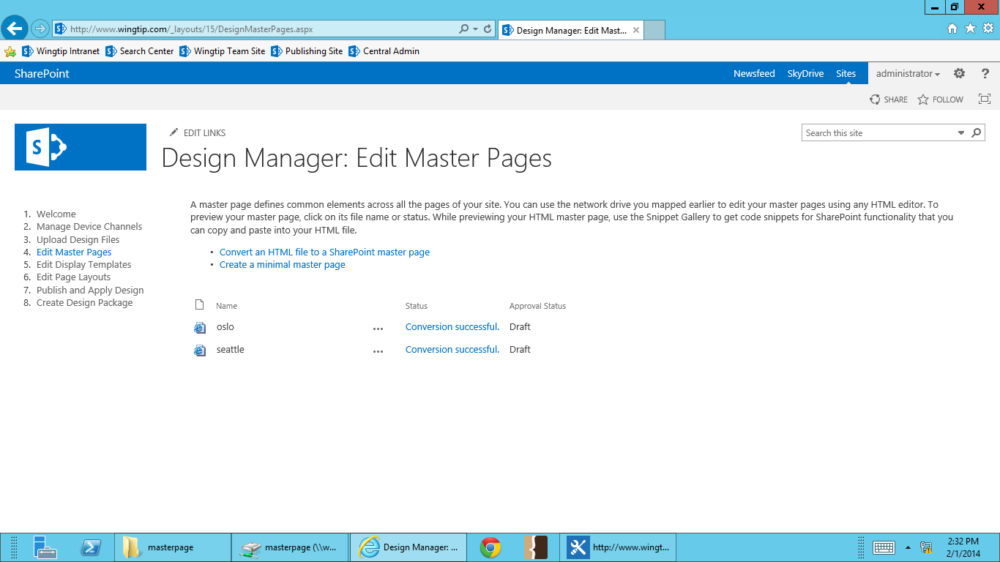 http://www.wingtip.com/_layouts/15/DesignMasterPages.aspx
Design Manager: Edit Mast...
Wingtip Intranet
Search Center
Wingtip Team Site
Publishing Site
Central Admin
SharePoint
Newsfeed
SkyDrive
Sites
administrator
?
SHARE
FOLLOW
S
EDIT LINKS
Search this site
Design Manager: Edit Master Pages
1. Welcome
2. Manage Device Channels
3. Upload Design Files
4. Edit Master Pages
5. Edit Display Templates
6. Edit Page Layouts
7. Publish and Apply Design
8. Create Design Package
A master page defines common elements across all the pages of your site. You can use the network drive you mapped earlier to edit your master pages using any HTML editor. To
preview your master page, click on its file name or status. While previewing your HTML master page, use the Snippet Gallery to get code snippets for SharePoint functionality that you
can copy and paste into your HTML file.
• Convert an HTML file to a SharePoint master page
• Create a minimal master page
Name Status Approval Status
oslo ... Conversion successful. Draft
seattle ... Conversion successful. Draft
masterpage
masterpage (\\w...
Design Manager: ...
http://www.wingt...
2:32 PM
2/1/2014